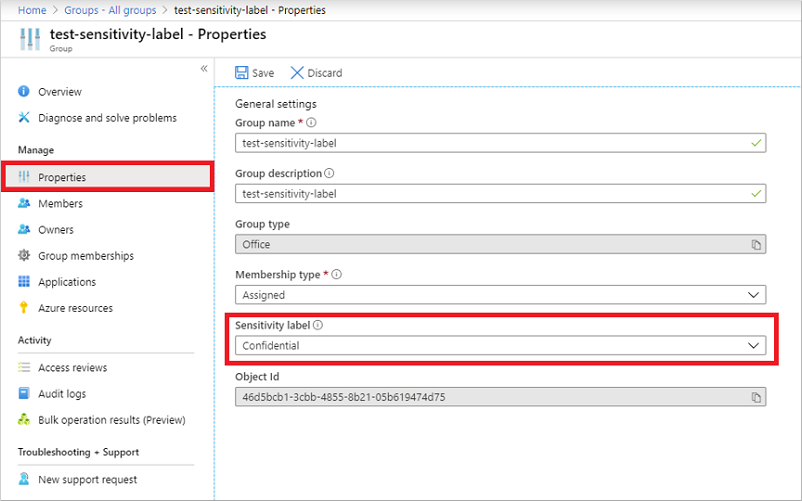 Home > Groups - All groups > test-sensitivity-label - Properties
test-sensitivity-label - Properties
Group
«
Overview
Diagnose and solve problems
Manage
Properties
Members
Owners
Group memberships
Applications
Azure resources
Activity
Access reviews
Audit logs
Bulk operation results (Preview)
Troubleshooting + Support
New support request
Save Discard
General settings
Group name *
test-sensitivity-label
Group description
test-sensitivity-label
Group type
Office
Membership type *
Assigned
Sensitivity label
Confidential
Object Id
46d5bcb1-3cbb-4855-8b21-05b619474d75